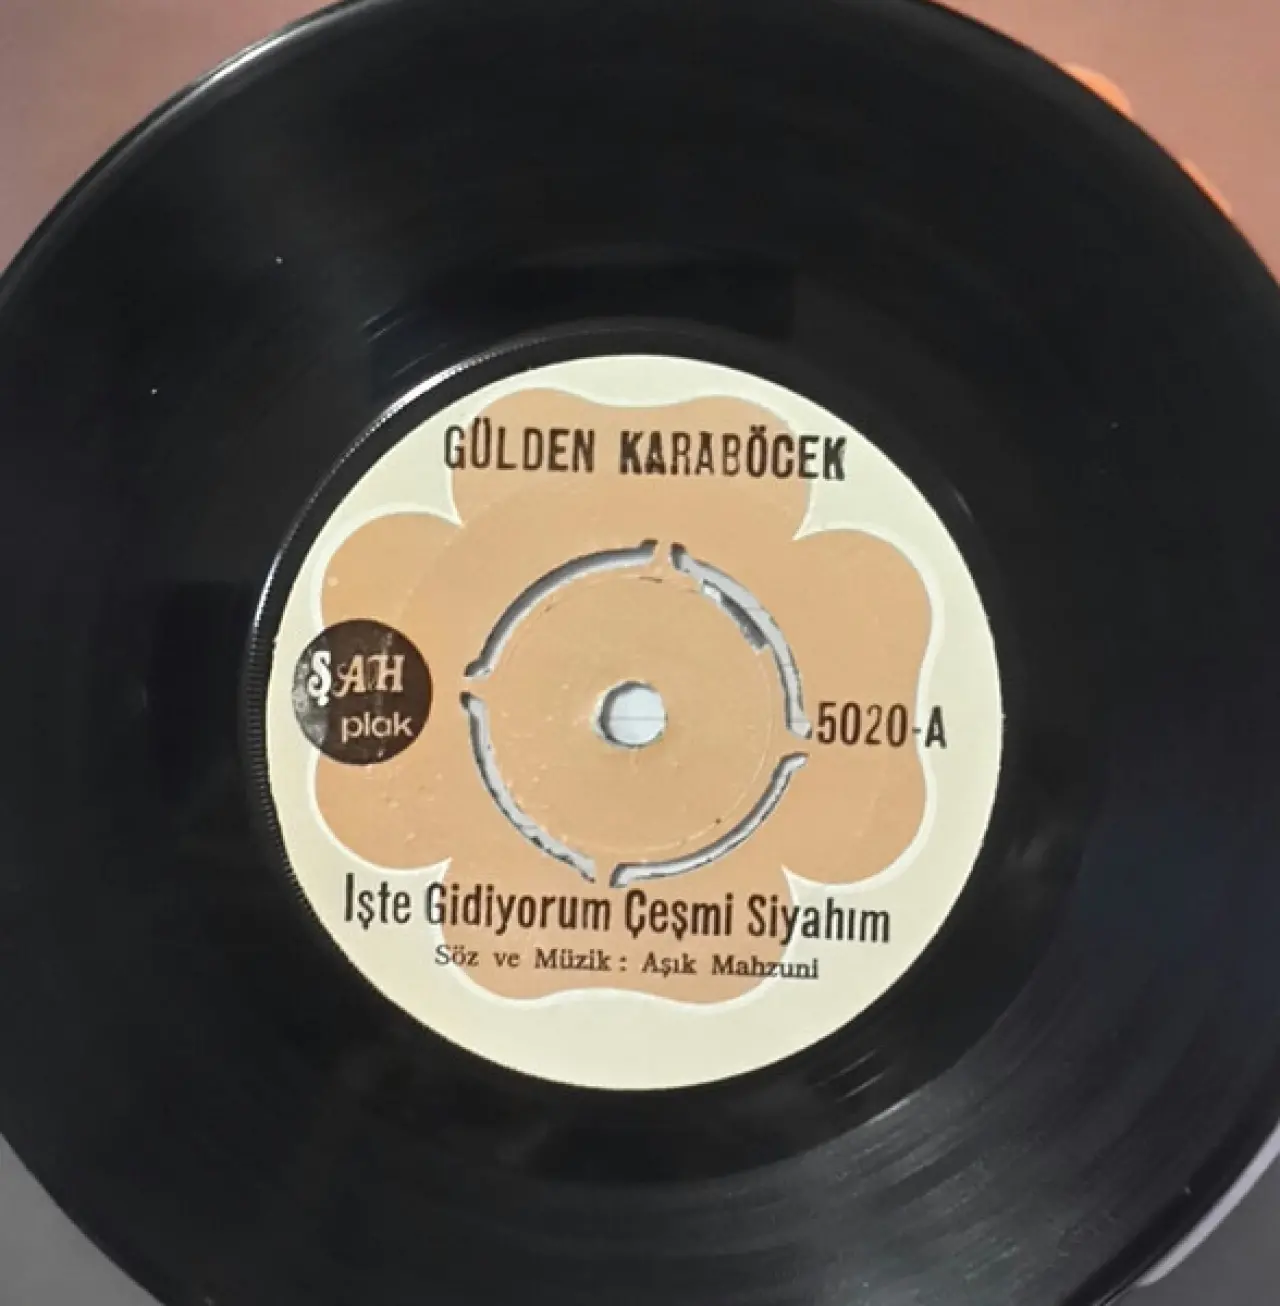 GÜLDEN KARABÖCEK
ŞAH
plak
5020-A
İşte Gidiyorum Çeşmi Siyahım
Söz ve Müzik : Aşık Mahzuni